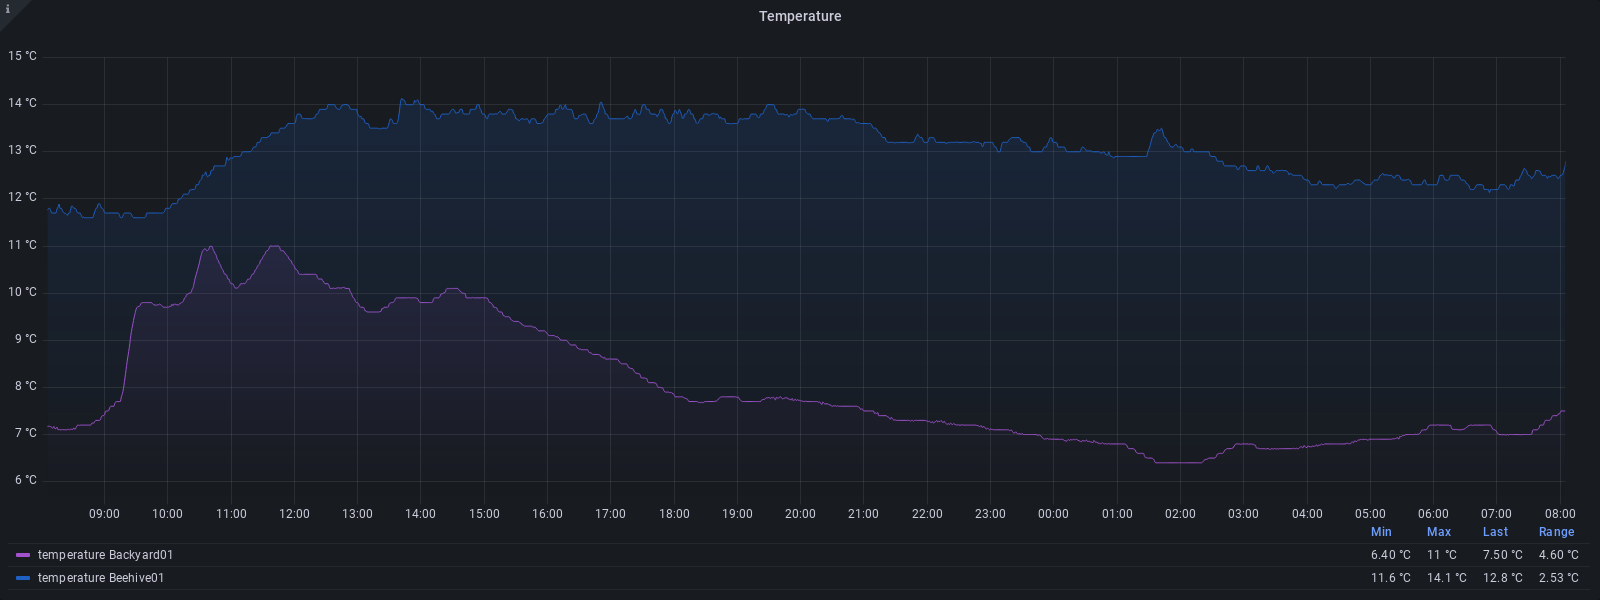 i
Temperature
15 °C
14 °C
13 °C
12 °C
11 °C
10 °C
9 °C
8 °C
7 °C
6 °C
09:00 10:00 11:00 12:00 13:00 14:00 15:00 16:00 17:00 18:00 19:00 20:00 21:00 22:00 23:00 00:00 01:00 02:00 03:00 04:00 05:00 06:00 07:00 08:00
Min Max Last Range
temperature Backyard01 6.40 °C 11 °C 7.50 °C 4.60 °C
temperature Beehive01 11.6 °C 14.1 °C 12.8 °C 2.53 °C